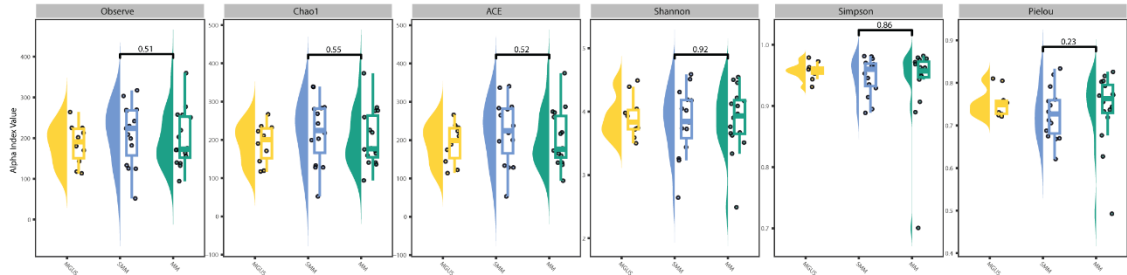 Observe
Chao1
ACE
Shannon
Simpson
Pielou
Alpha Index Value
0.51
400
300
200
100
0
MGUS
SMM
MM
0.55
500
400
300
200
100
0
-100
MGUS
SMM
MM
0.52
500
400
300
200
100
0
-100
MGUS
SMM
MM
0.92
5
4
3
2
MGUS
SMM
MM
0.86
1.0
0.9
0.8
0.7
MGUS
SMM
MM
0.23
0.9
0.8
0.7
0.6
0.5
0.4
MGUS
SMM
MM